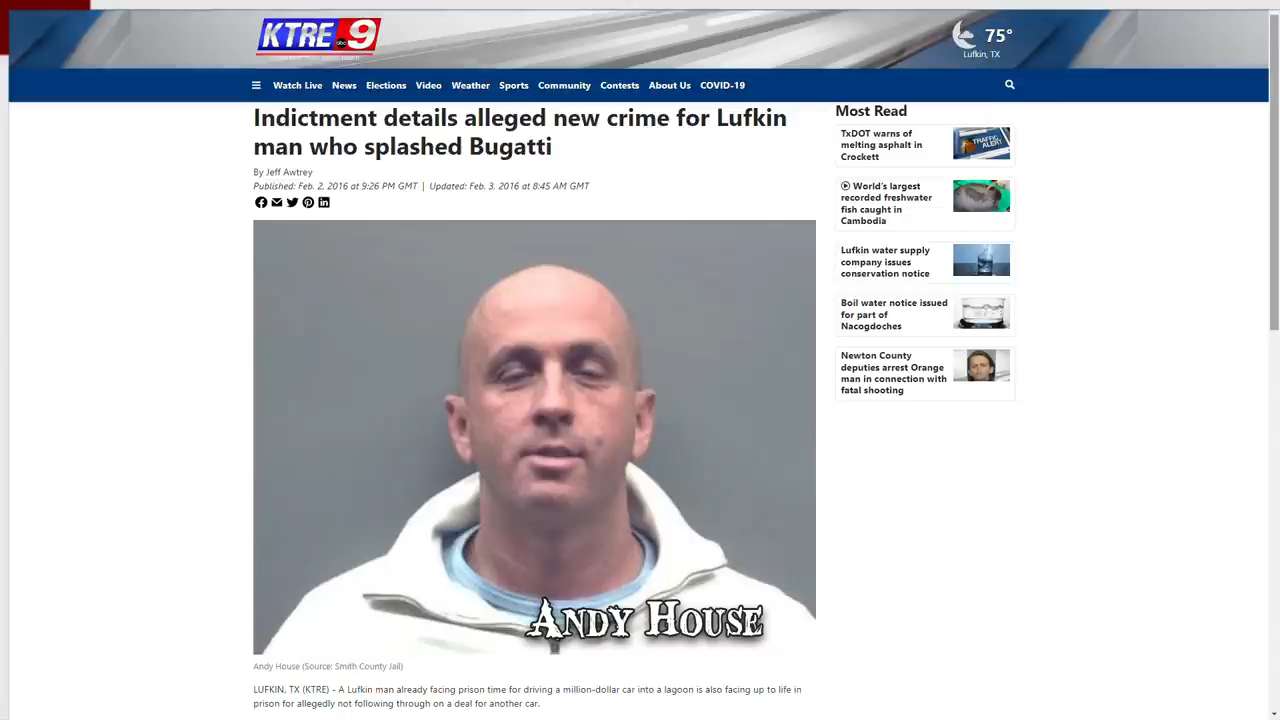 KTRE abc 9
75°
Lufkin, TX
Watch Live News Elections Video Weather Sports Community Contests About Us COVID-19
Indictment details alleged new crime for Lufkin
man who splashed Bugatti
By Jeff Awtrey
Published: Feb. 2, 2016 at 9:26 PM GMT | Updated: Feb. 3, 2016 at 8:45 AM GMT
ANDY HOUSE
Andy House (Source: Smith County Jail)
LUFKIN, TX (KTRE) - A Lufkin man already facing prison time for driving a million-dollar car into a lagoon is also facing up to life in
prison for allegedly not following through on a deal for another car.
Most Read
TxDOT warns of
melting asphalt in
Crockett
TRAFFIC
ALERT
World's largest
recorded freshwater
fish caught in
Cambodia
Lufkin water supply
company issues
conservation notice
Boil water notice issued
for part of
Nacogdoches
Newton County
deputies arrest Orange
man in connection with
fatal shooting